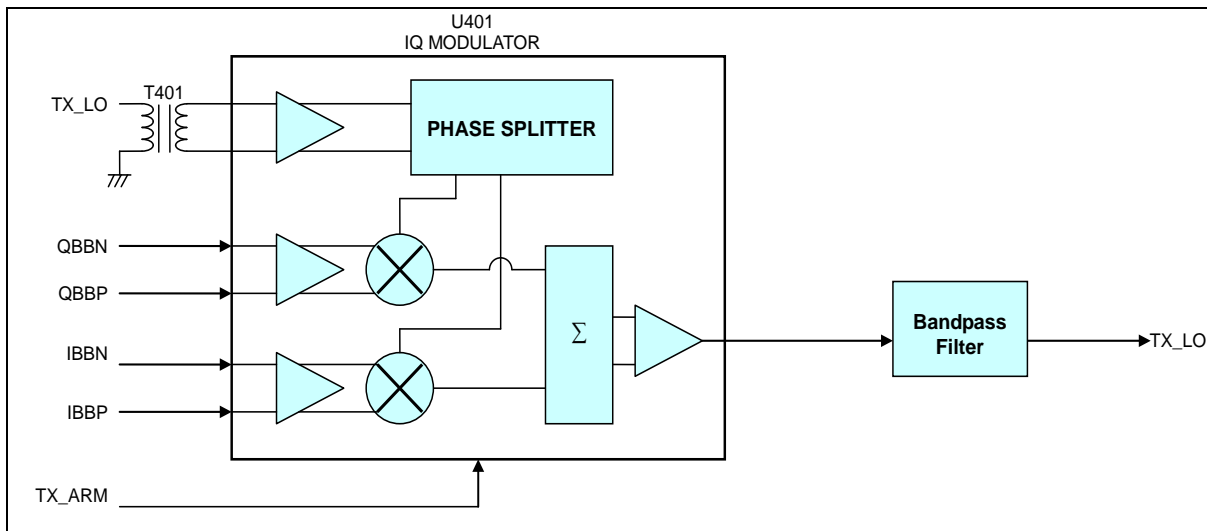 U401
IQ MODULATOR
T401
TX_LO
PHASE SPLITTER
QBBN
QBBP
IBBN
IBBP
Σ
Bandpass
Filter
TX_LO
TX_ARM